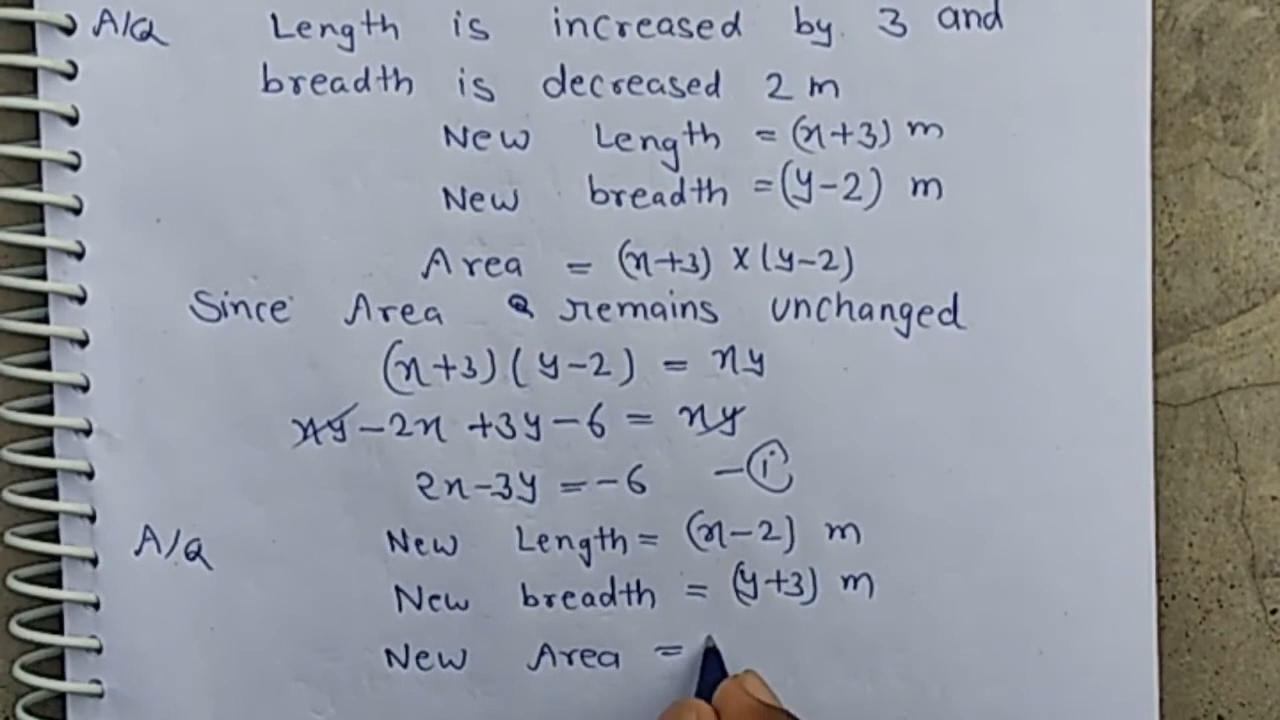 A/Q Length is increased by 3 and
breadth is decreased 2 m
New Length = (x+3) m
New breadth = (y-2) m
Area = (x+3) × (y-2)
Since Area remains unchanged
(x+3) (y-2) = xy
xy-2x +3y-6 = xy
2x-3y = -6 -(i)
A/Q New Length = (x-2) m
New breadth = (y+3) m
New Area =